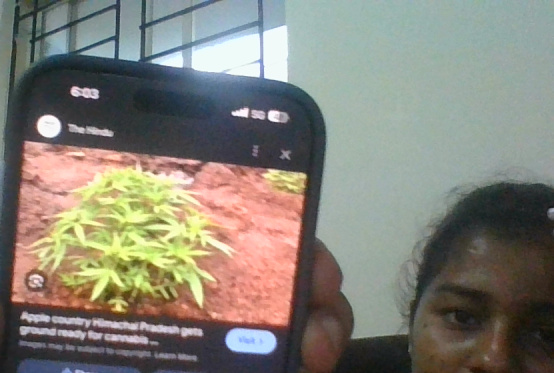 6:03
5G
The Hindu
Apple country Himachal Pradesh gets
ground ready for cannabis ...
Images may be subject to copyright. Learn More
Visit >